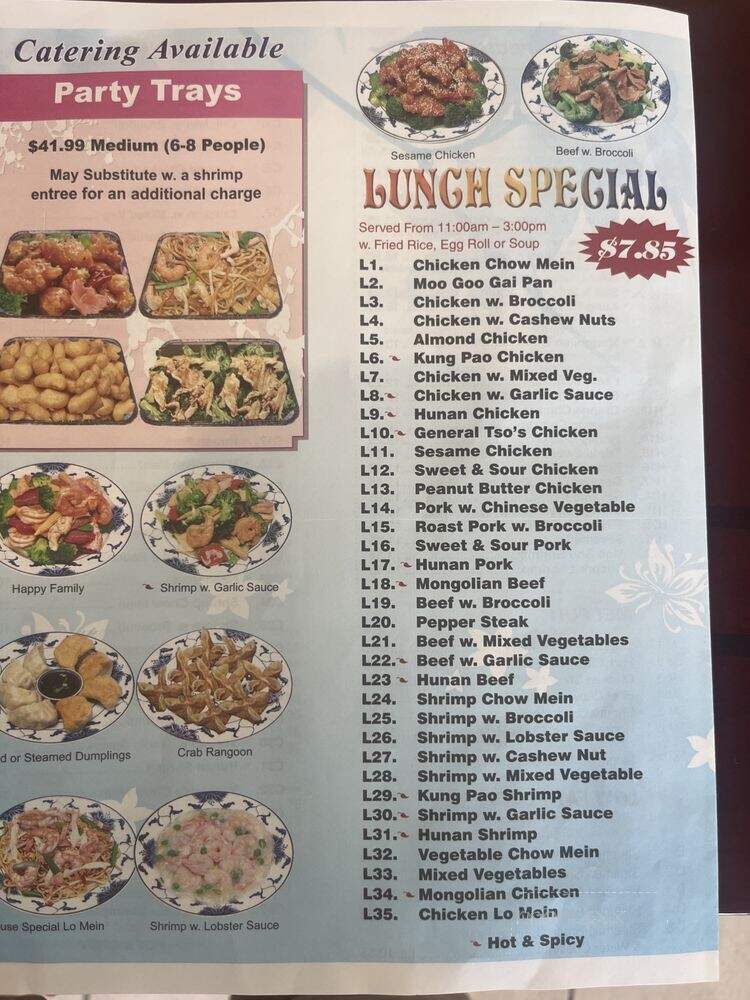 Catering Available
Party Trays
$41.99 Medium (6-8 People)
May Substitute w. a shrimp
entree for an additional charge
Happy Family
Shrimp w. Garlic Sauce
or Steamed Dumplings
Crab Rangoon
Special Lo Mein
Shrimp w. Lobster Sauce
Sesame Chicken
Beef w. Broccoli
LUNCH SPECIAL
Served From 11:00am – 3:00pm
w. Fried Rice, Egg Roll or Soup
$7.85
L1. Chicken Chow Mein
L2. Moo Goo Gai Pan
L3. Chicken w. Broccoli
L4. Chicken w. Cashew Nuts
L5. Almond Chicken
L6. Kung Pao Chicken
L7. Chicken w. Mixed Veg.
L8. Chicken w. Garlic Sauce
L9. Hunan Chicken
L10. General Tso's Chicken
L11. Sesame Chicken
L12. Sweet & Sour Chicken
L13. Peanut Butter Chicken
L14. Pork w. Chinese Vegetable
L15. Roast Pork w. Broccoli
L16. Sweet & Sour Pork
L17. Hunan Pork
L18. Mongolian Beef
L19. Beef w. Broccoli
L20. Pepper Steak
L21. Beef w. Mixed Vegetables
L22. Beef w. Garlic Sauce
L23 Hunan Beef
L24. Shrimp Chow Mein
L25. Shrimp w. Broccoli
L26. Shrimp w. Lobster Sauce
L27. Shrimp w. Cashew Nut
L28. Shrimp w. Mixed Vegetable
L29. Kung Pao Shrimp
L30. Shrimp w. Garlic Sauce
L31. Hunan Shrimp
L32. Vegetable Chow Mein
L33. Mixed Vegetables
L34. Mongolian Chicken
L35. Chicken Lo Mein
Hot & Spicy